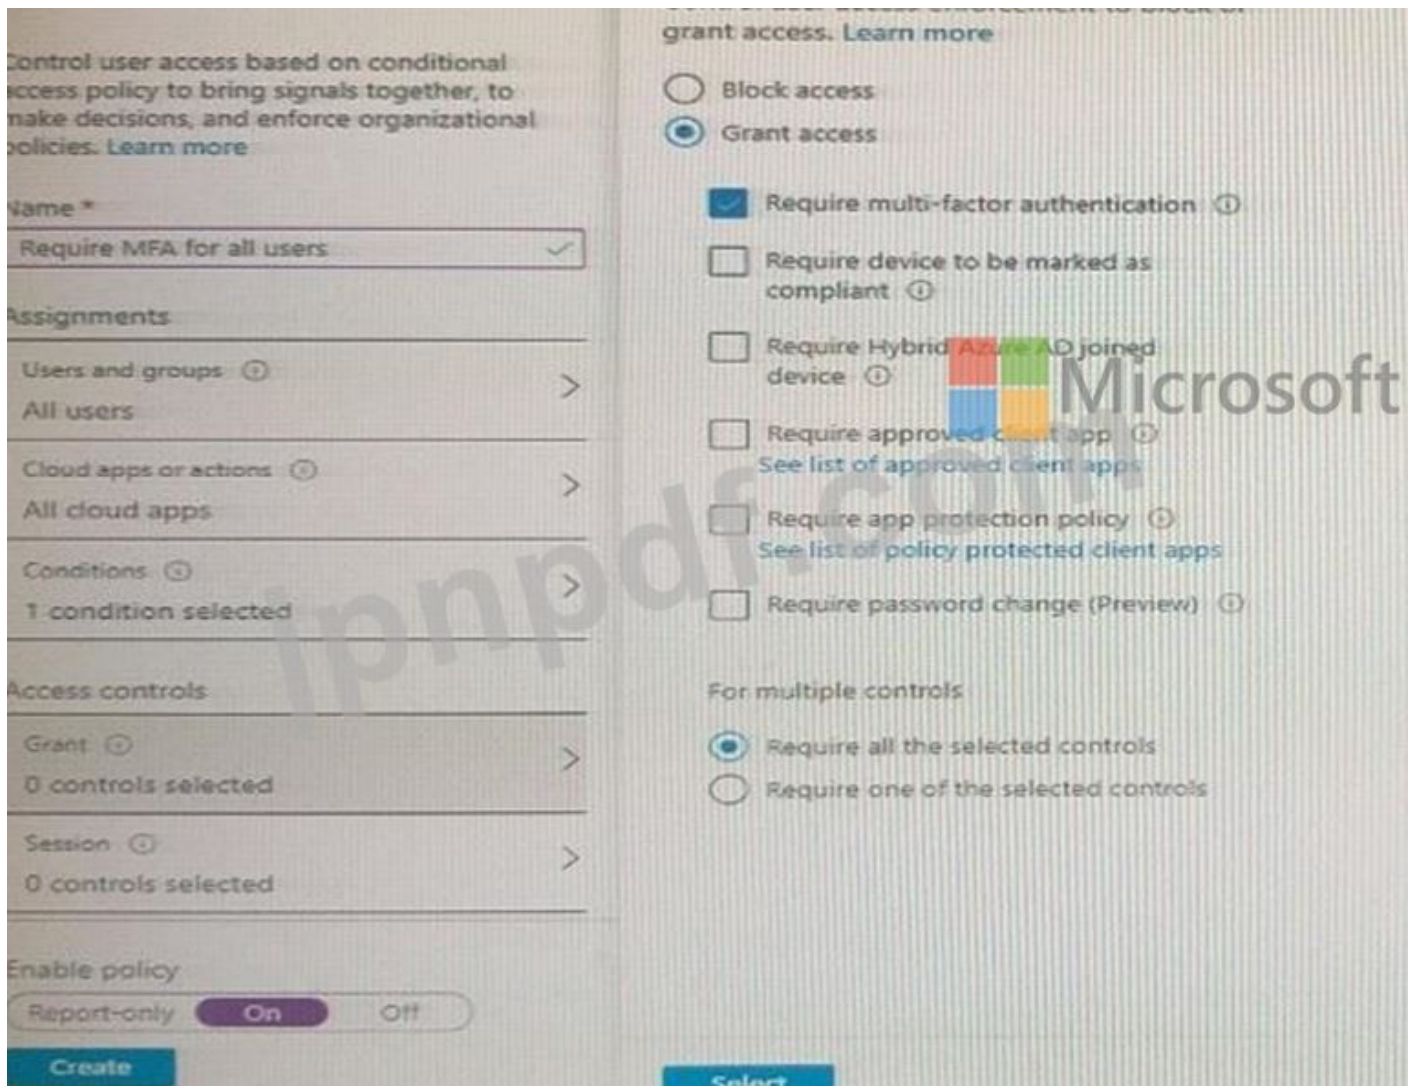 Control user access based on conditional
access policy to bring signals together, to
make decisions, and enforce organizational
policies. Learn more
Name *
Require MFA for all users
Assignments
Users and groups
All users
Cloud apps or actions
All cloud apps
Conditions
1 condition selected
Access controls
Grant
0 controls selected
Session
0 controls selected
Enable policy
Report-only On Off
Create
grant access. Learn more
Block access
Grant access
Require multi-factor authentication
Require device to be marked as
compliant
Require Hybrid Azure AD joined
device
Require approved client app
See list of approved client apps
Require app protection policy
See list of policy protected client apps
Require password change (Preview)
For multiple controls
Require all the selected controls
Require one of the selected controls
Select
Microsoft
jpnpdf.com